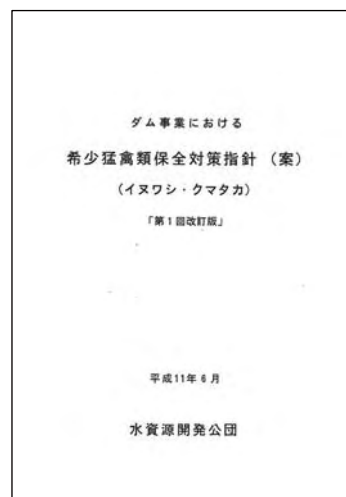 ダム事業における
希少猛禽類保全対策指針（案）
（イヌワシ・クマタカ）
「第１回改訂版」
平成11年６月
水資源開発公団